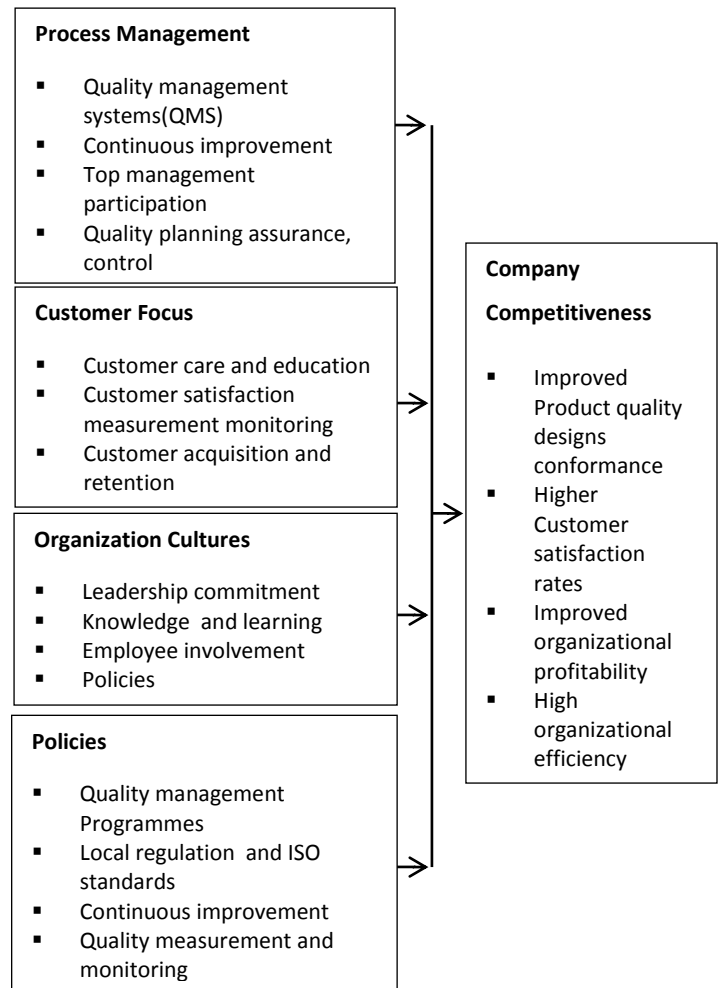 Process Management
▪ Quality management
systems(QMS)
▪ Continuous improvement
▪ Top management
participation
▪ Quality planning assurance,
control
Customer Focus
▪ Customer care and education
▪ Customer satisfaction
measurement monitoring
▪ Customer acquisition and
retention
Organization Cultures
▪ Leadership commitment
▪ Knowledge and learning
▪ Employee involvement
▪ Policies
Policies
▪ Quality management
Programmes
▪ Local regulation and ISO
standards
▪ Continuous improvement
▪ Quality measurement and
monitoring
Company
Competitiveness
▪ Improved
Product quality
designs
conformance
▪ Higher
Customer
satisfaction
rates
▪ Improved
organizational
profitability
▪ High
organizational
efficiency